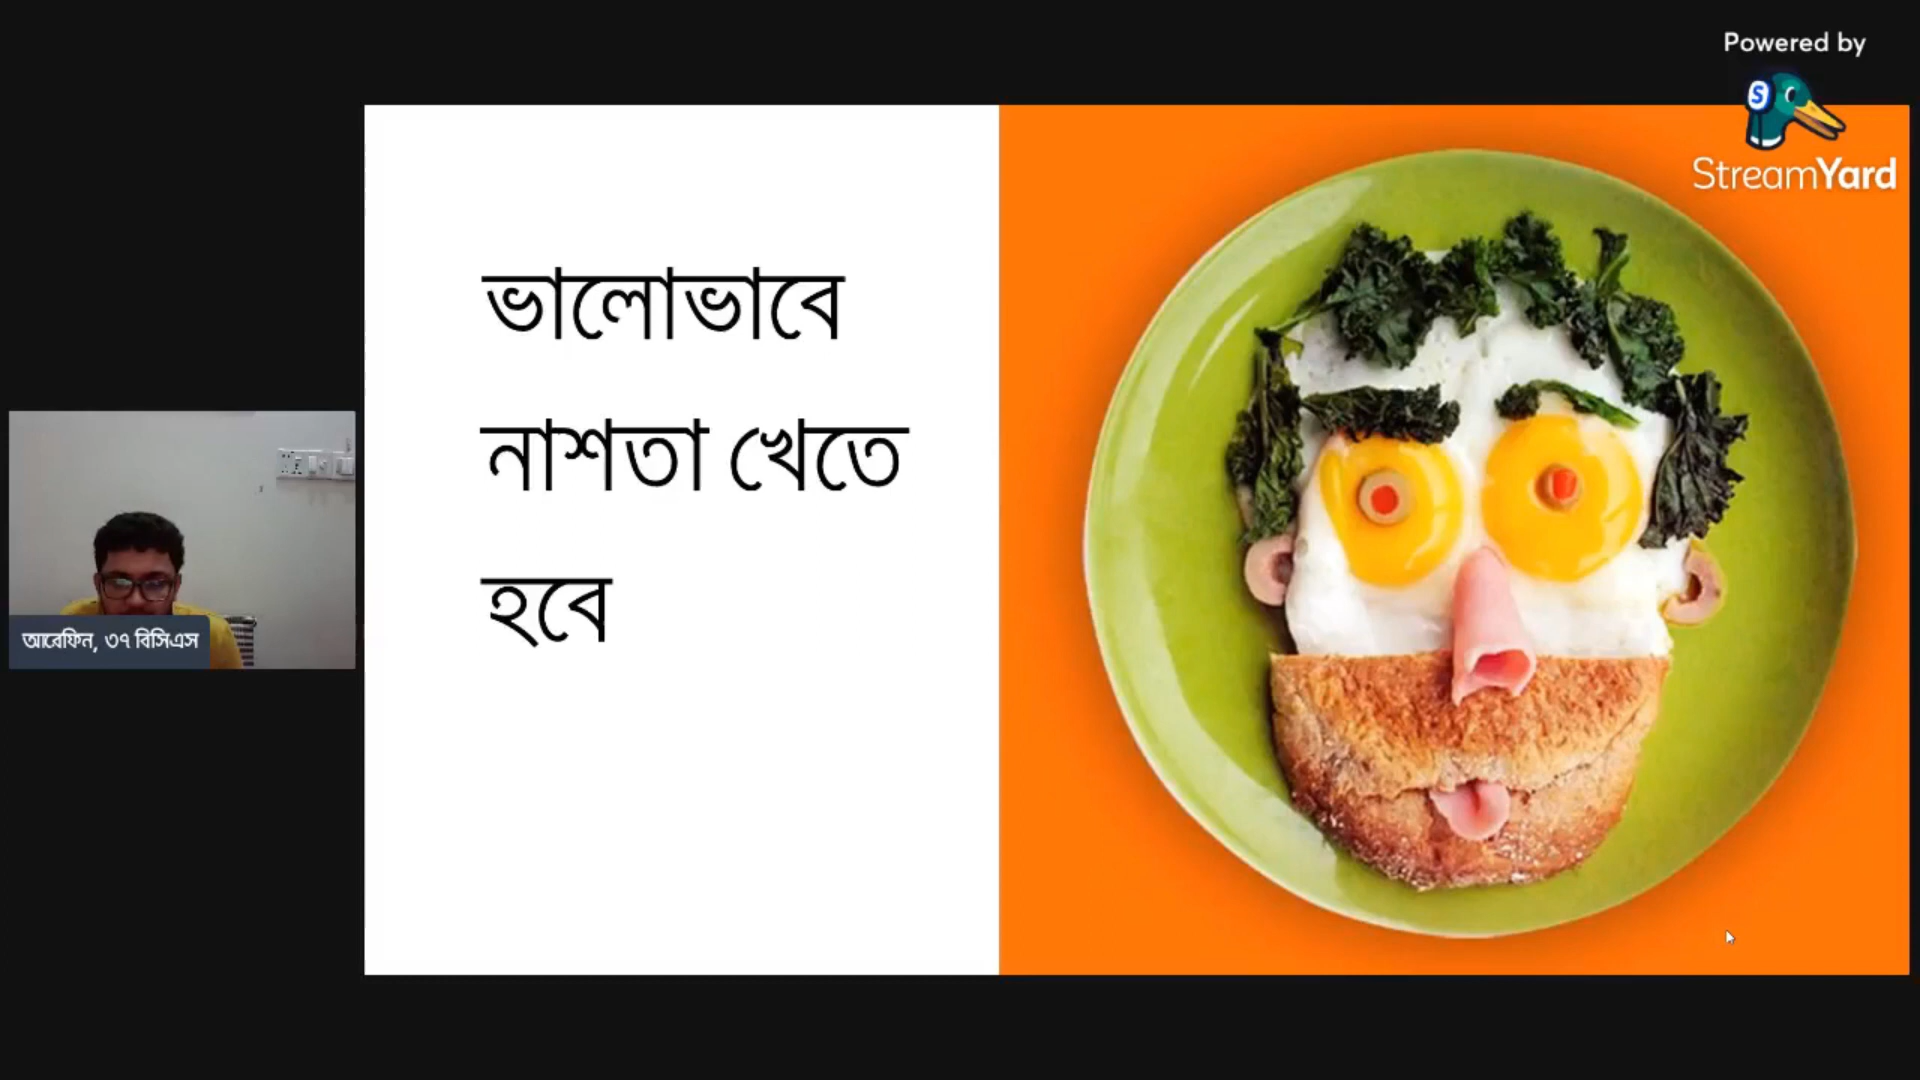 Powered by
StreamYard
ভালোভাবে
নাশতা খেতে
হবে
আরেফিন, ৩৭ বিসিএস